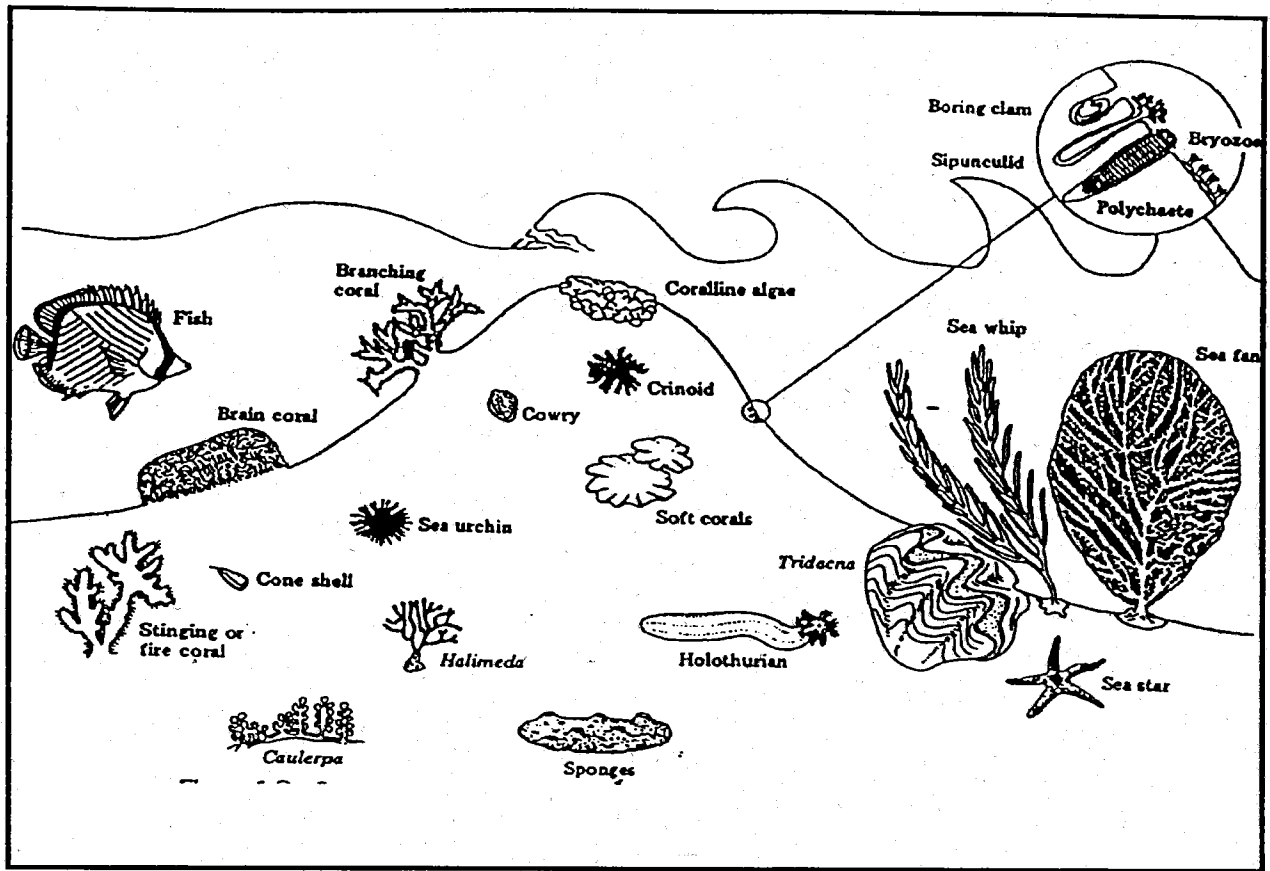 Boring clam
Bryozoa
Sipunculid
Polychaete
Branching
coral
Coralline algae
Fish
Sea whip
Sea fan
Crinoid
Cowry
Brain coral
Soft corals
Sea urchin
Tridacna
Cone shell
Stinging or
fire coral
Halimeda
Holothurian
Sea star
Caulerpa
Sponges